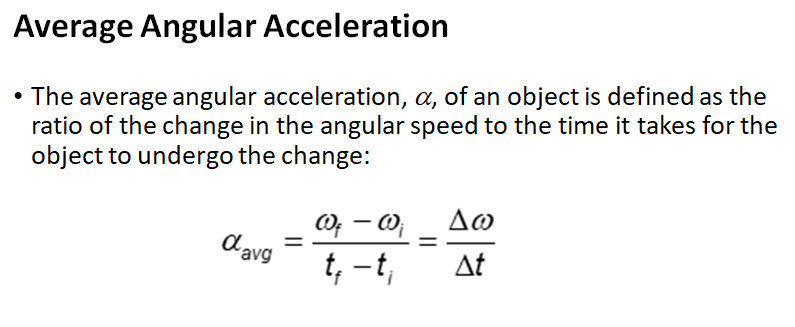 Average Angular Acceleration
• The average angular acceleration, α, of an object is defined as the
ratio of the change in the angular speed to the time it takes for the
object to undergo the change:
α_avg = (ω_f − ω_i) / (t_f − t_i) = Δω / Δt